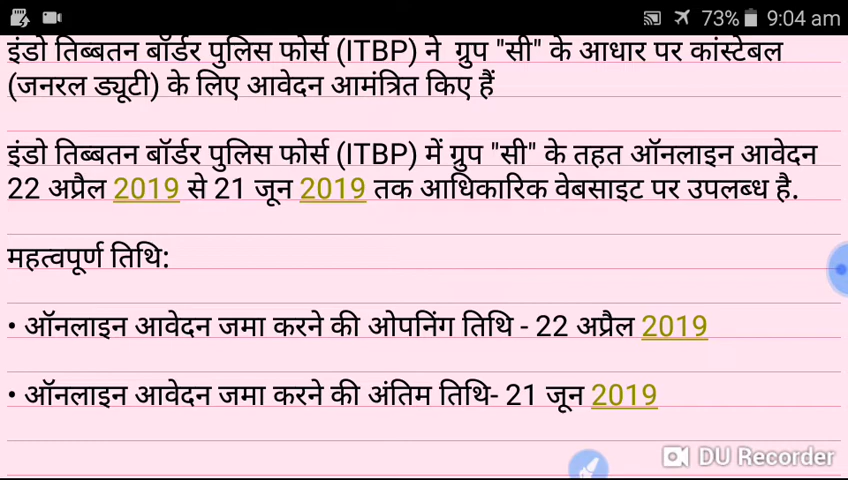 73% 9:04 am
इंडो तिब्बतन बॉर्डर पुलिस फोर्स (ITBP) ने ग्रुप "सी" के आधार पर कांस्टेबल
(जनरल ड्यूटी) के लिए आवेदन आमंत्रित किए हैं
इंडो तिब्बतन बॉर्डर पुलिस फोर्स (ITBP) में ग्रुप "सी" के तहत ऑनलाइन आवेदन
22 अप्रैल 2019 से 21 जून 2019 तक आधिकारिक वेबसाइट पर उपलब्ध है.
महत्वपूर्ण तिथि:
• ऑनलाइन आवेदन जमा करने की ओपनिंग तिथि - 22 अप्रैल 2019
• ऑनलाइन आवेदन जमा करने की अंतिम तिथि- 21 जून 2019
DU Recorder